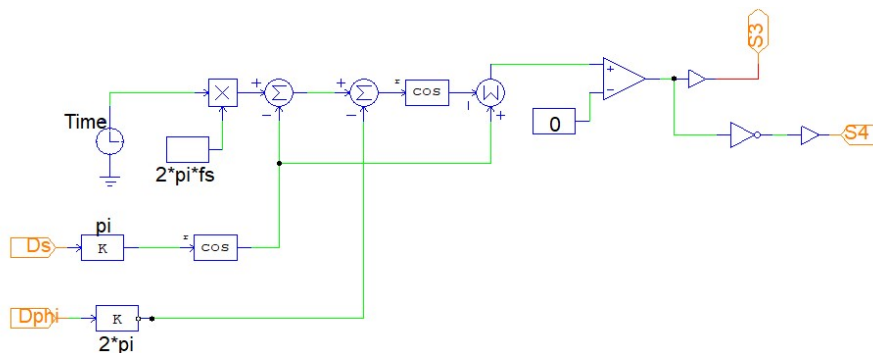 S3
+
Σ
−
+
Σ
−
cos
Σ
−
+
+
−
Time
0
2*pi*fs
S4
pi
Ds
K
cos
Dphi
K
2*pi